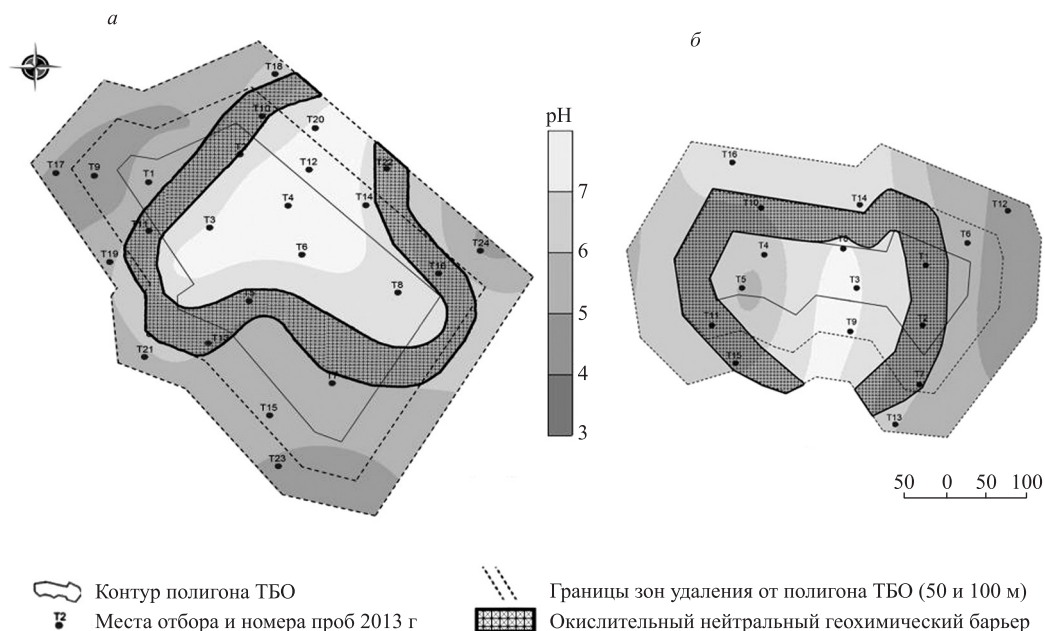 а
T18
T10
T20
T17
T9
T1
T12
T4
T14
T3
T19
T6
T24
T16
T8
T21
T15
T23
pH
7
6
5
4
3
б
T16
T10
T14
T12
T4
T6
T5
T3
T11
T9
T2
T15
T13
50 0 50 100
Контур полигона ТБО
T2
Места отбора и номера проб 2013 г
Границы зон удаления от полигона ТБО (50 и 100 м)
Окислительный нейтральный геохимический барьер